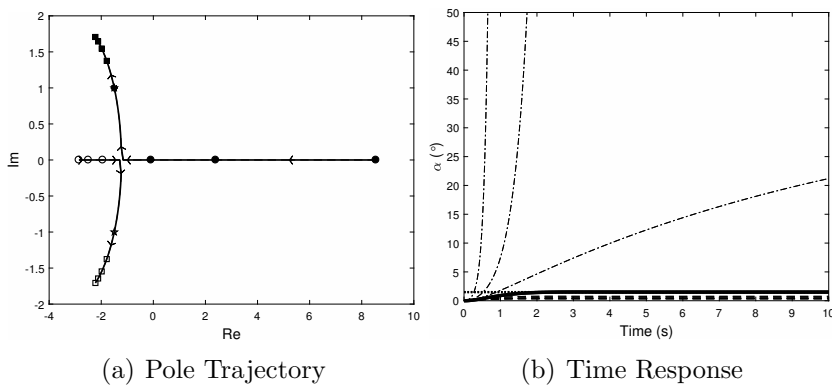 2
1.5
1
0.5
0
-0.5
-1
-1.5
-2
Im
-4 -2 0 2 4 6 8 10
Re
(a) Pole Trajectory
50
45
40
35
30
25
20
15
10
5
0
α (°)
0 1 2 3 4 5 6 7 8 9 10
Time (s)
(b) Time Response